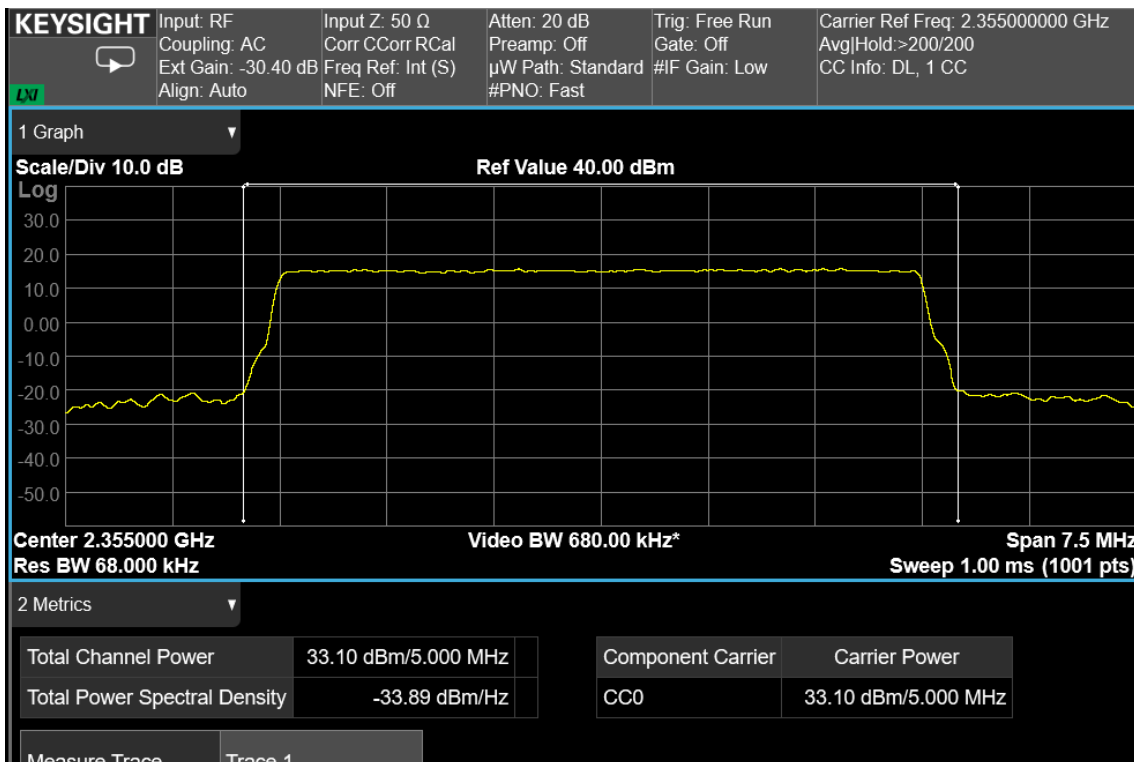 KEYSIGHT Input: RF Input Z: 50 Ω Atten: 20 dB Trig: Free Run Carrier Ref Freq: 2.355000000 GHz
Coupling: AC Corr CCorr RCal Preamp: Off Gate: Off Avg|Hold:>200/200
Ext Gain: -30.40 dB Freq Ref: Int (S) µW Path: Standard #IF Gain: Low CC Info: DL, 1 CC
LXI Align: Auto NFE: Off #PNO: Fast
1 Graph
Scale/Div 10.0 dB Ref Value 40.00 dBm
Log
30.0
20.0
10.0
0.00
-10.0
-20.0
-30.0
-40.0
-50.0
Center 2.355000 GHz Video BW 680.00 kHz* Span 7.5 MHz
Res BW 68.000 kHz Sweep 1.00 ms (1001 pts)
2 Metrics
Total Channel Power 33.10 dBm/5.000 MHz Component Carrier Carrier Power
Total Power Spectral Density -33.89 dBm/Hz CC0 33.10 dBm/5.000 MHz
Measure Trace Trace 1